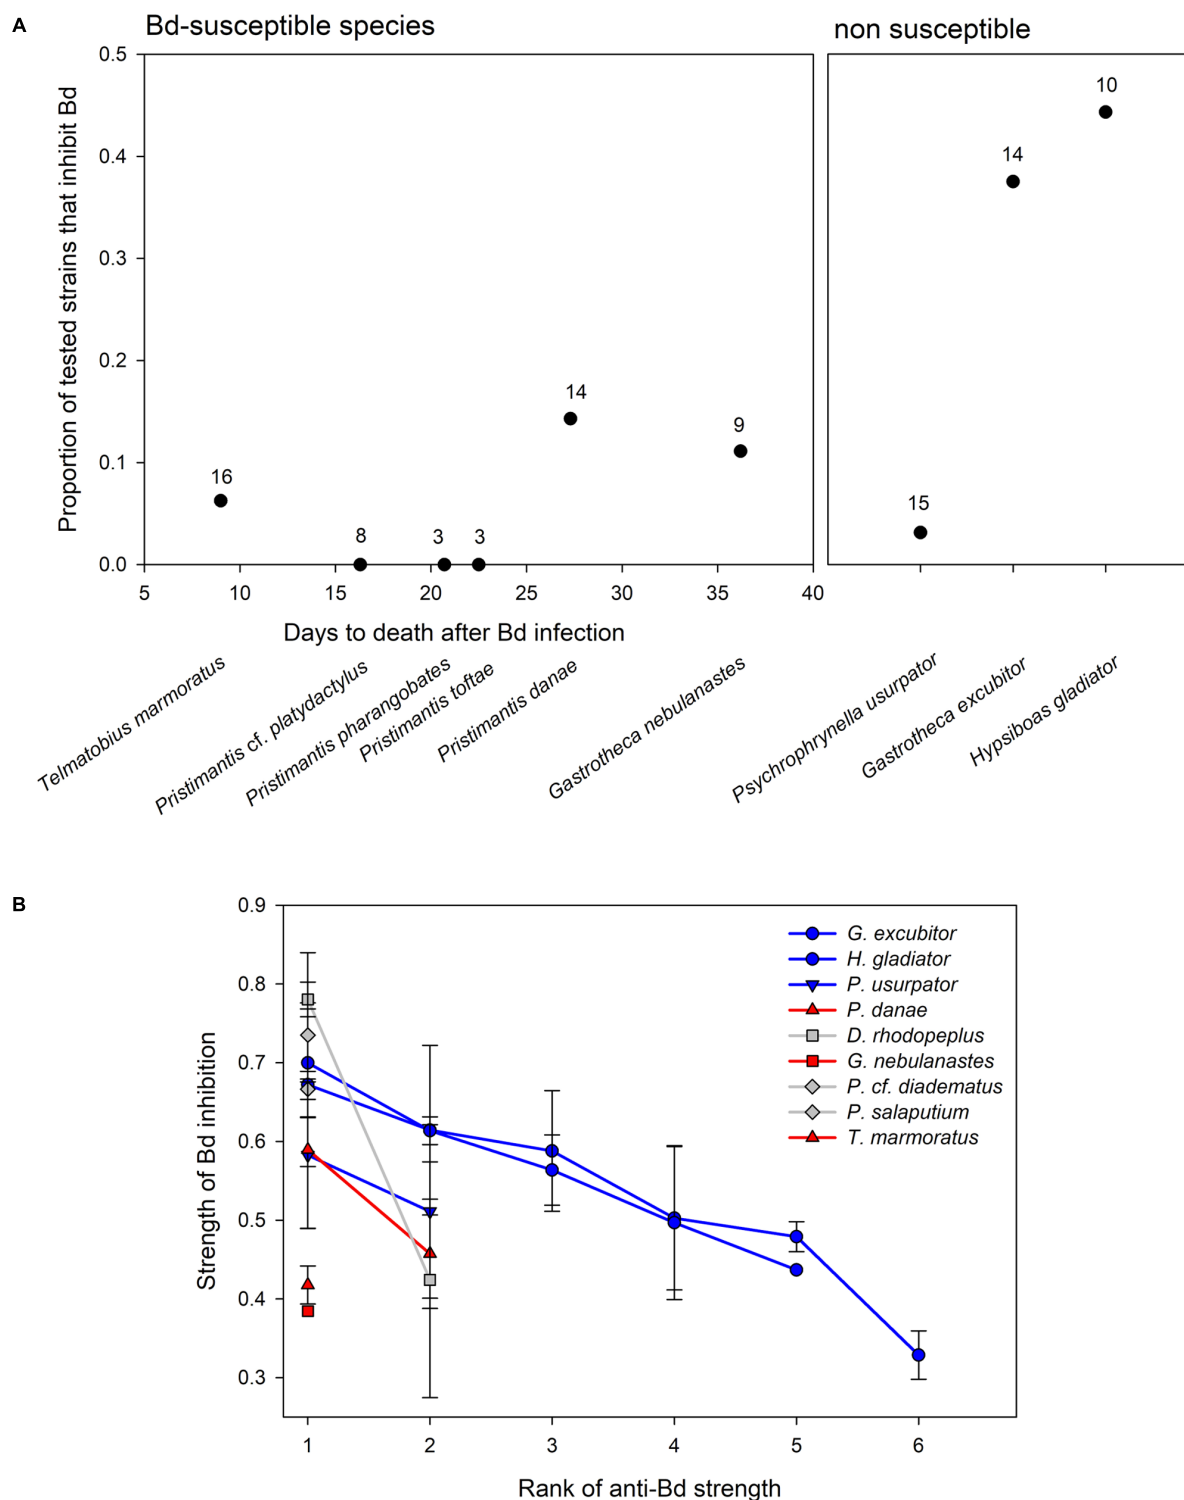 A
Bd-susceptible species
non susceptible
Proportion of tested strains that inhibit Bd
0.5
0.4
0.3
0.2
0.1
0.0
16
8
3
3
14
9
15
14
10
5
10
15
20
25
30
35
40
Days to death after Bd infection
Telmatobius marmoratus
Pristimantis cf. platydactylus
Pristimantis pharangobates
Pristimantis toftae
Pristimantis danae
Gastrotheca nebulanastes
Psychrophrynella usurpator
Gastrotheca excubitor
Hypsiboas gladiator
B
Strength of Bd inhibition
0.9
0.8
0.7
0.6
0.5
0.4
0.3
G. excubitor
H. gladiator
P. usurpator
P. danae
D. rhodopeplus
G. nebulanastes
P. cf. diadematus
P. salaputium
T. marmoratus
1
2
3
4
5
6
Rank of anti-Bd strength